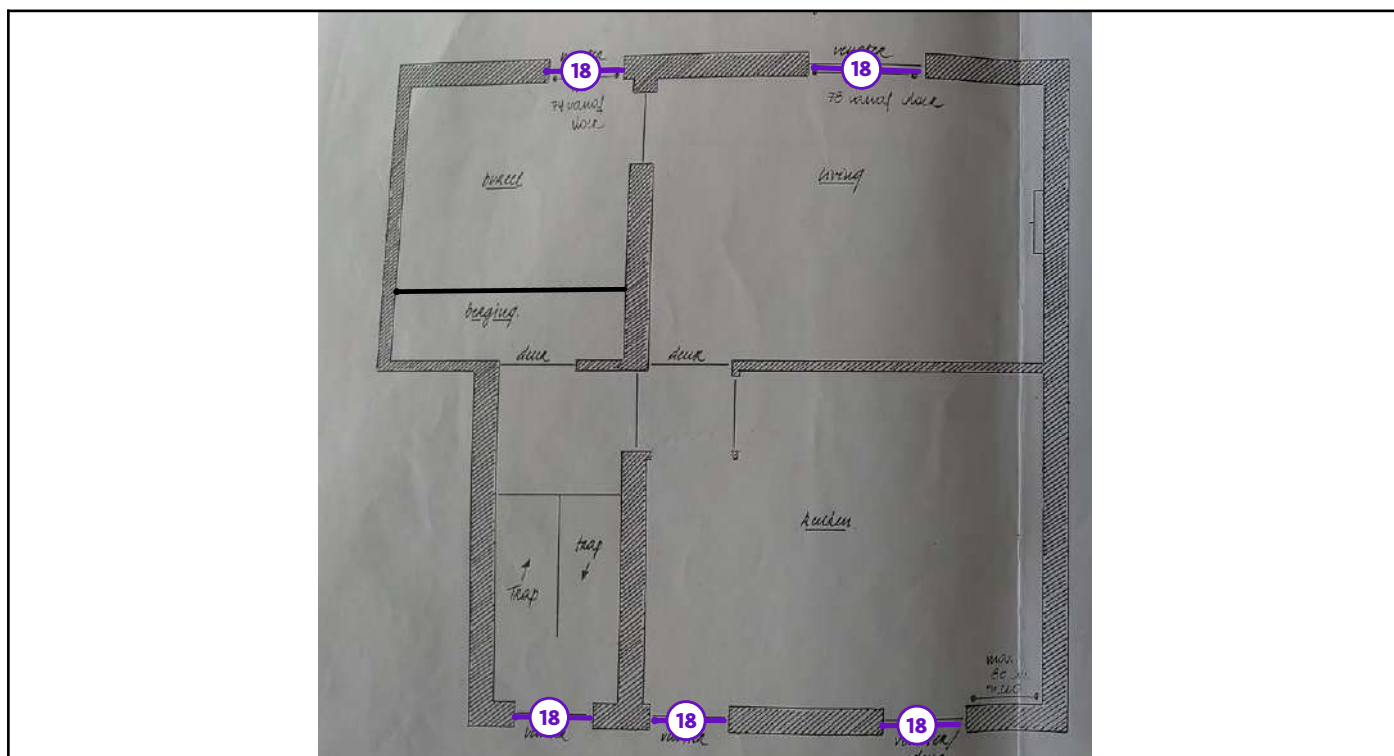 18
18
venster
74 vanaf
vloer
78 vanaf vloer
bureel
living
berging.
deur
deur
keuken
trap
Trap
18
18
18